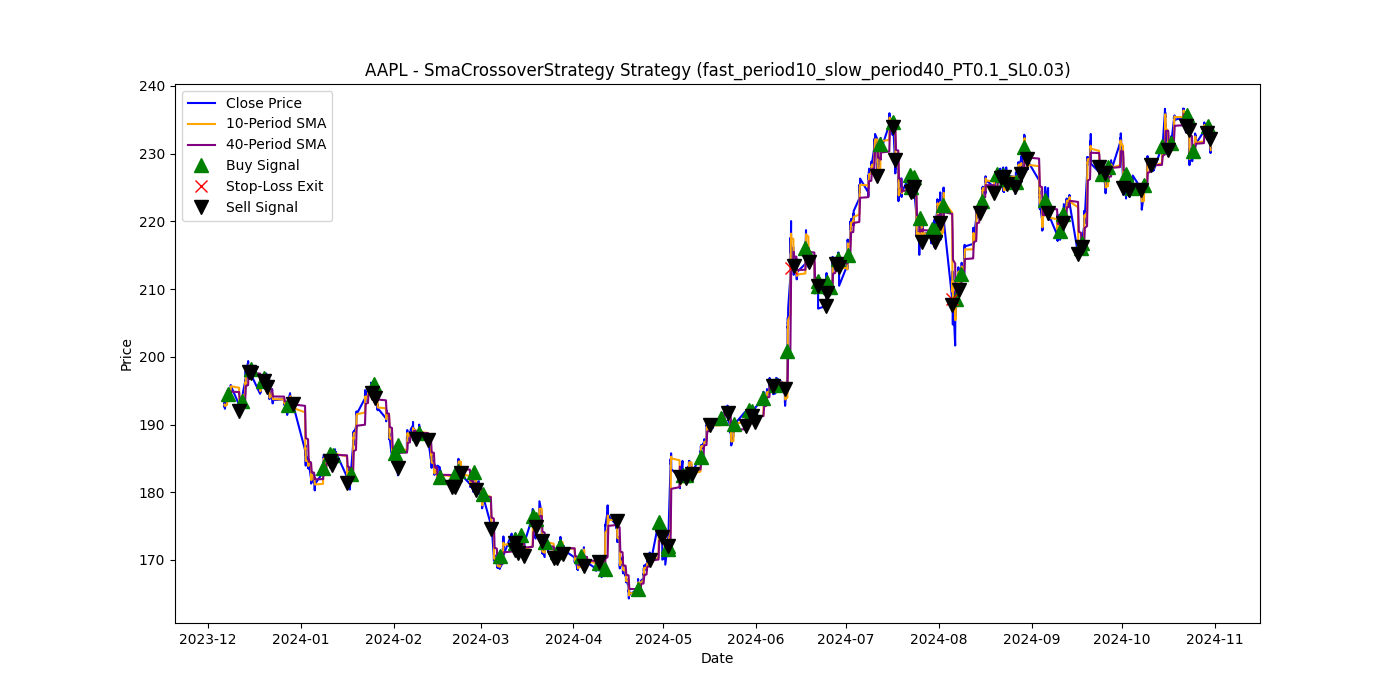 AAPL - SmaCrossoverStrategy Strategy (fast_period10_slow_period40_PT0.1_SL0.03)
240
230
220
210
200
190
180
170
Price
Close Price
10-Period SMA
40-Period SMA
Buy Signal
Stop-Loss Exit
Sell Signal
2023-12 2024-01 2024-02 2024-03 2024-04 2024-05 2024-06 2024-07 2024-08 2024-09 2024-10 2024-11
Date